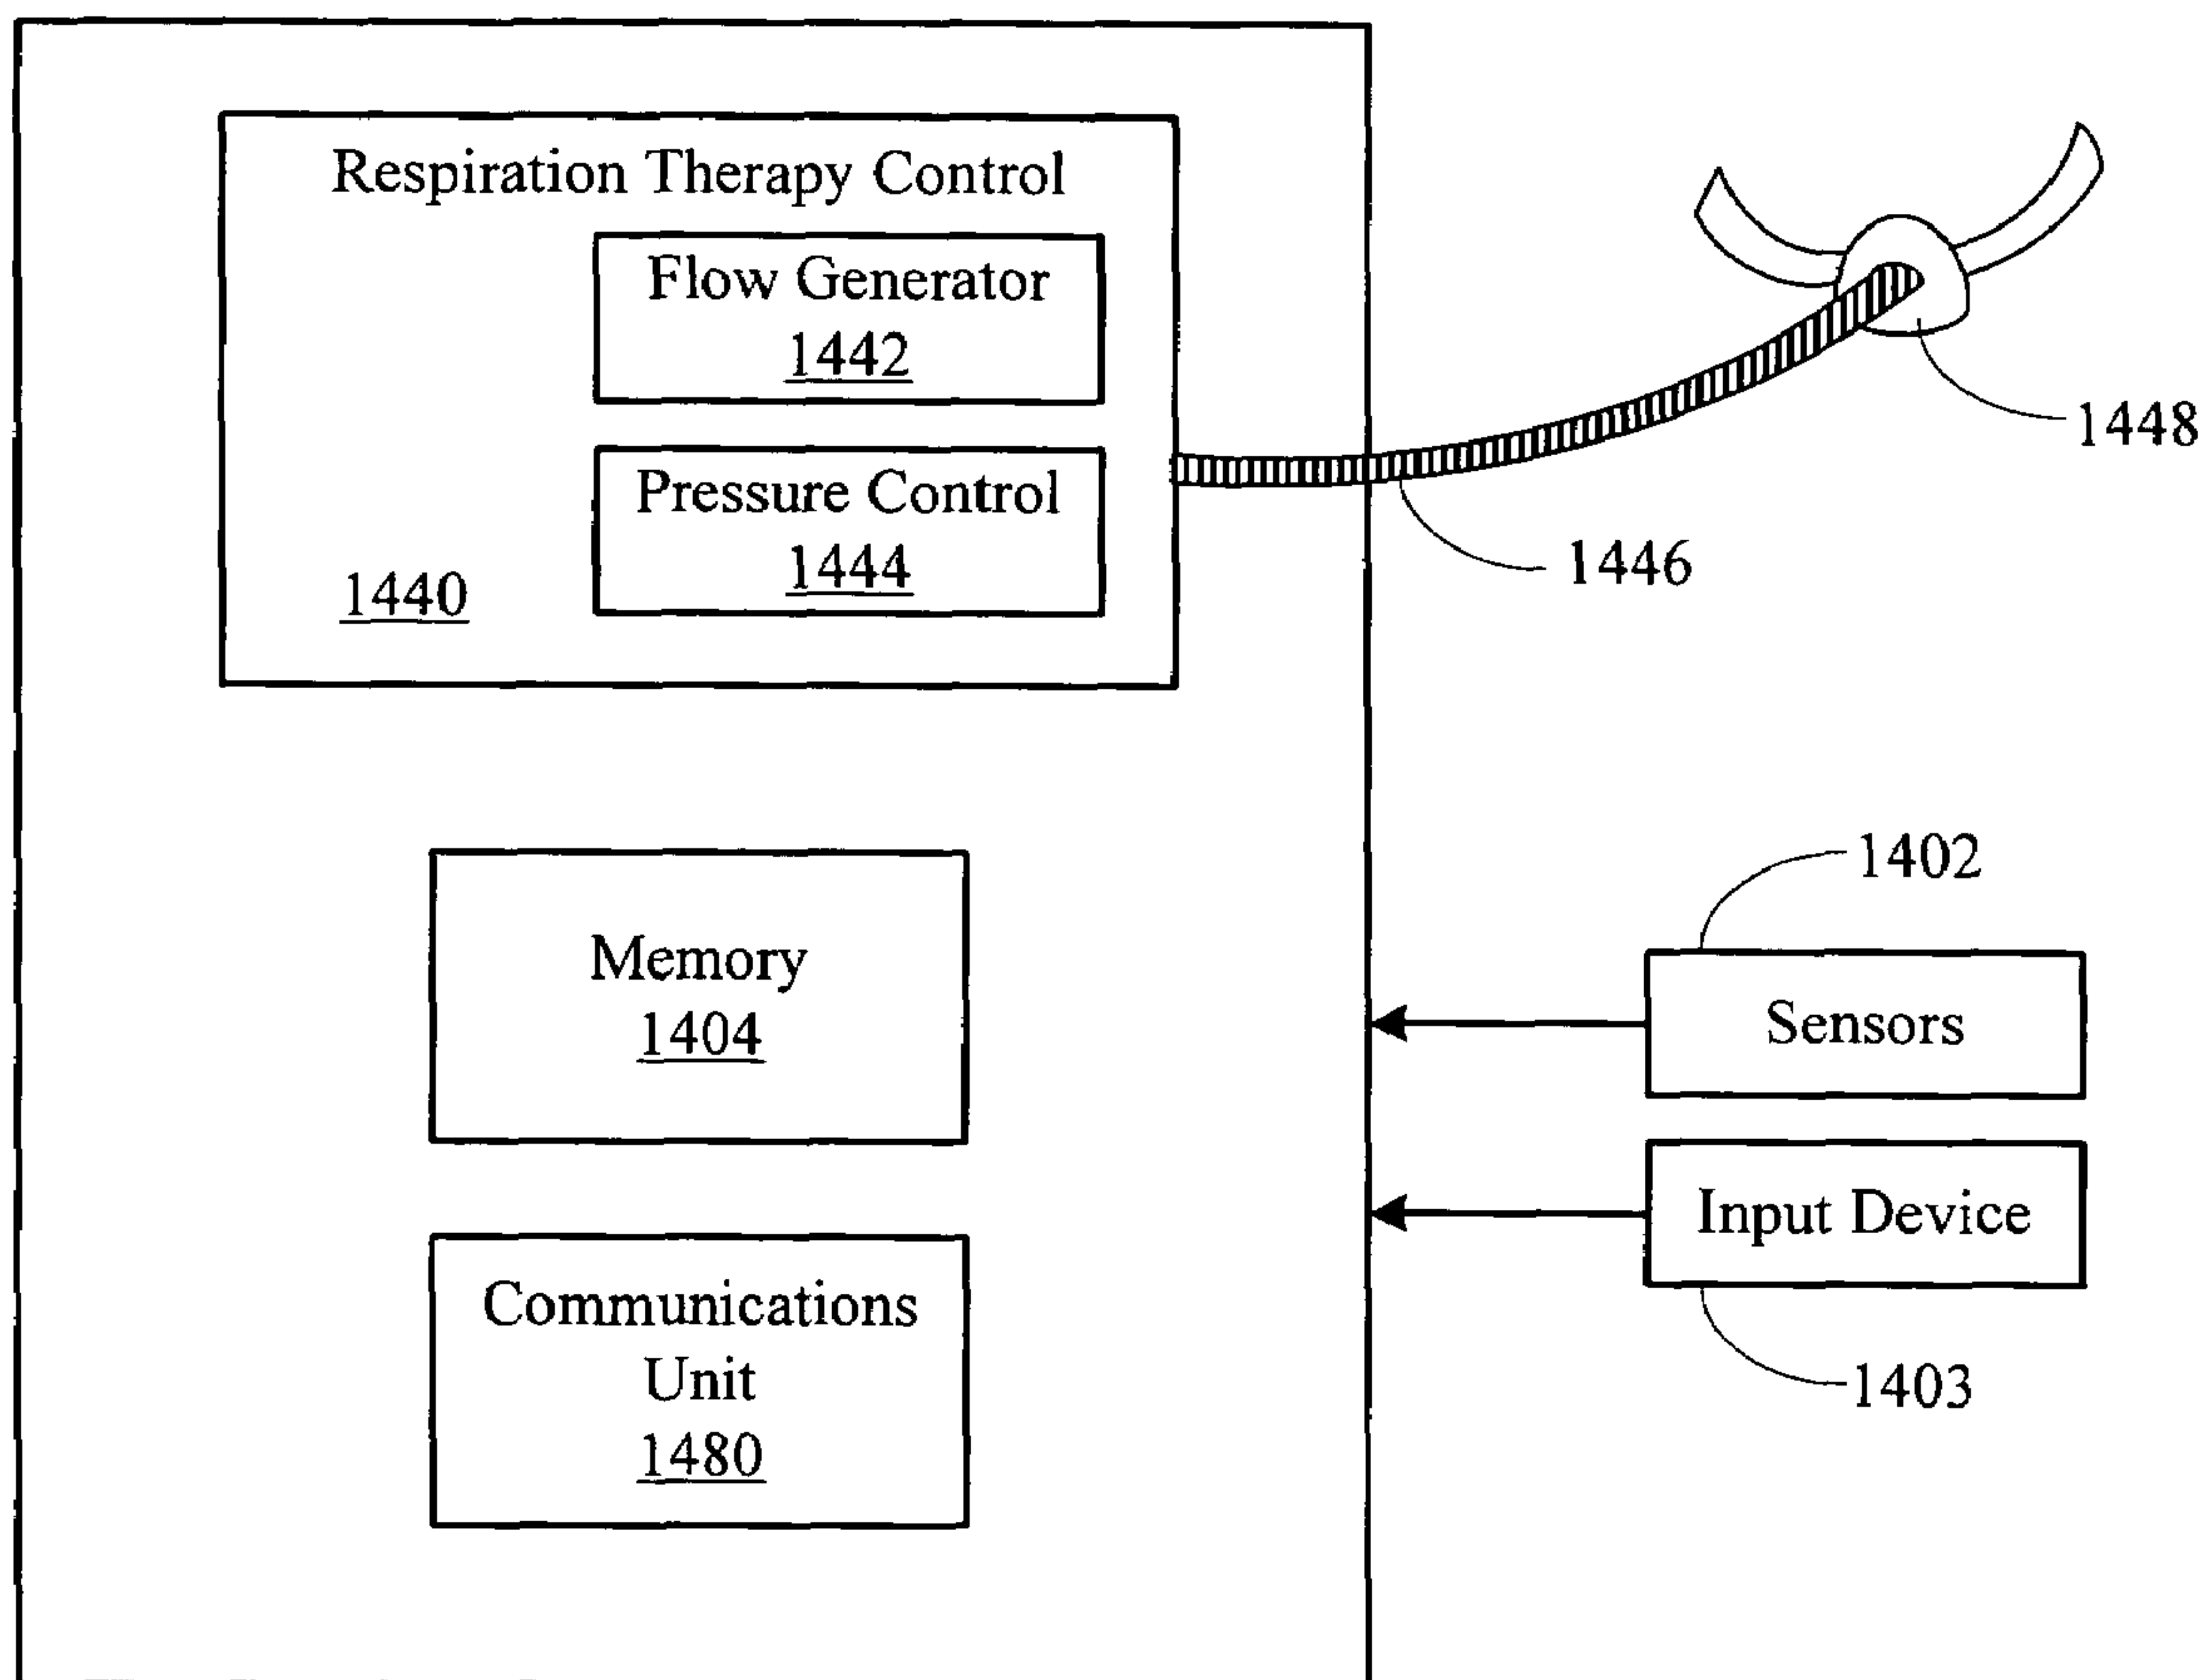 Respiration Therapy Control
Flow Generator
1442
Pressure Control
1444
1440
1448
1446
Memory
1404
1402
Sensors
Input Device
1403
Communications
Unit
1480